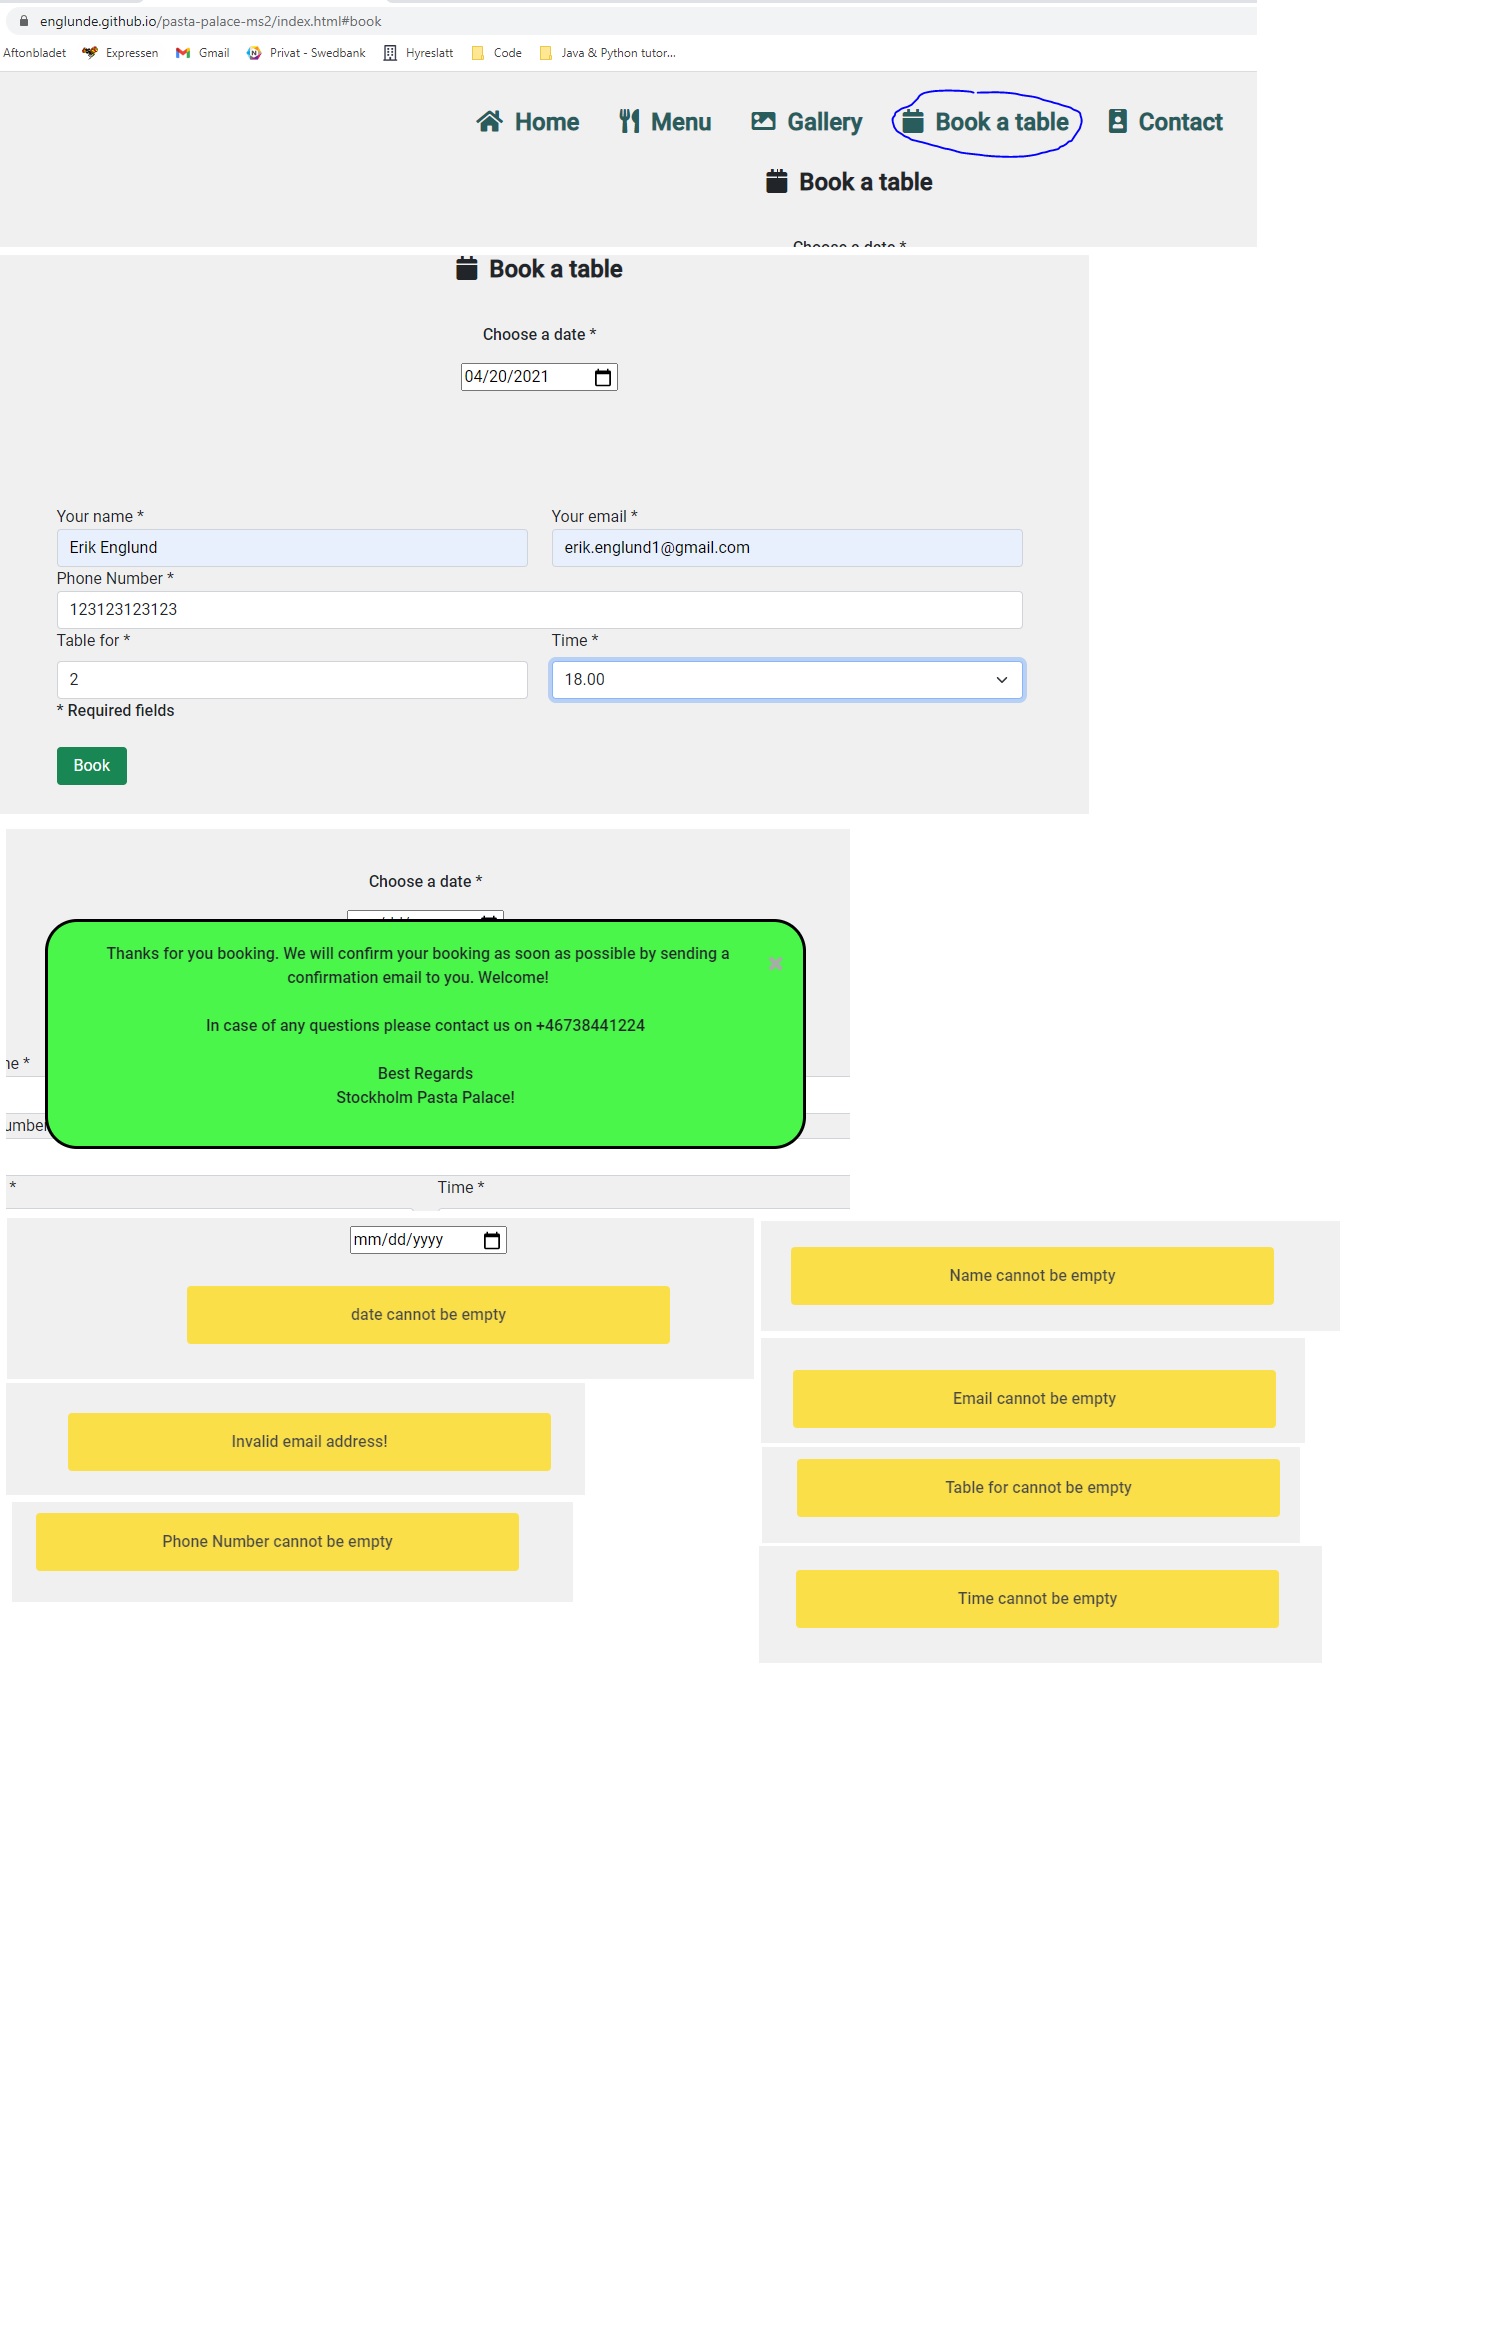 englunde.github.io/pasta-palace-ms2/index.html#book
Aftonbladet Expressen Gmail Privat - Swedbank Hyreslatt Code Java & Python tutor...
Home Menu Gallery Book a table Contact
Book a table
Choose a date *
Book a table
Choose a date *
04/20/2021
Your name * Your email *
Erik Englund erik.englund1@gmail.com
Phone Number *
123123123123
Table for * Time *
2 18.00
* Required fields
Book
Choose a date *
Thanks for you booking. We will confirm your booking as soon as possible by sending a
confirmation email to you. Welcome!
In case of any questions please contact us on +46738441224
Best Regards
Stockholm Pasta Palace!
* Time *
mm/dd/yyyy
date cannot be empty
Name cannot be empty
Email cannot be empty
Invalid email address!
Table for cannot be empty
Phone Number cannot be empty
Time cannot be empty